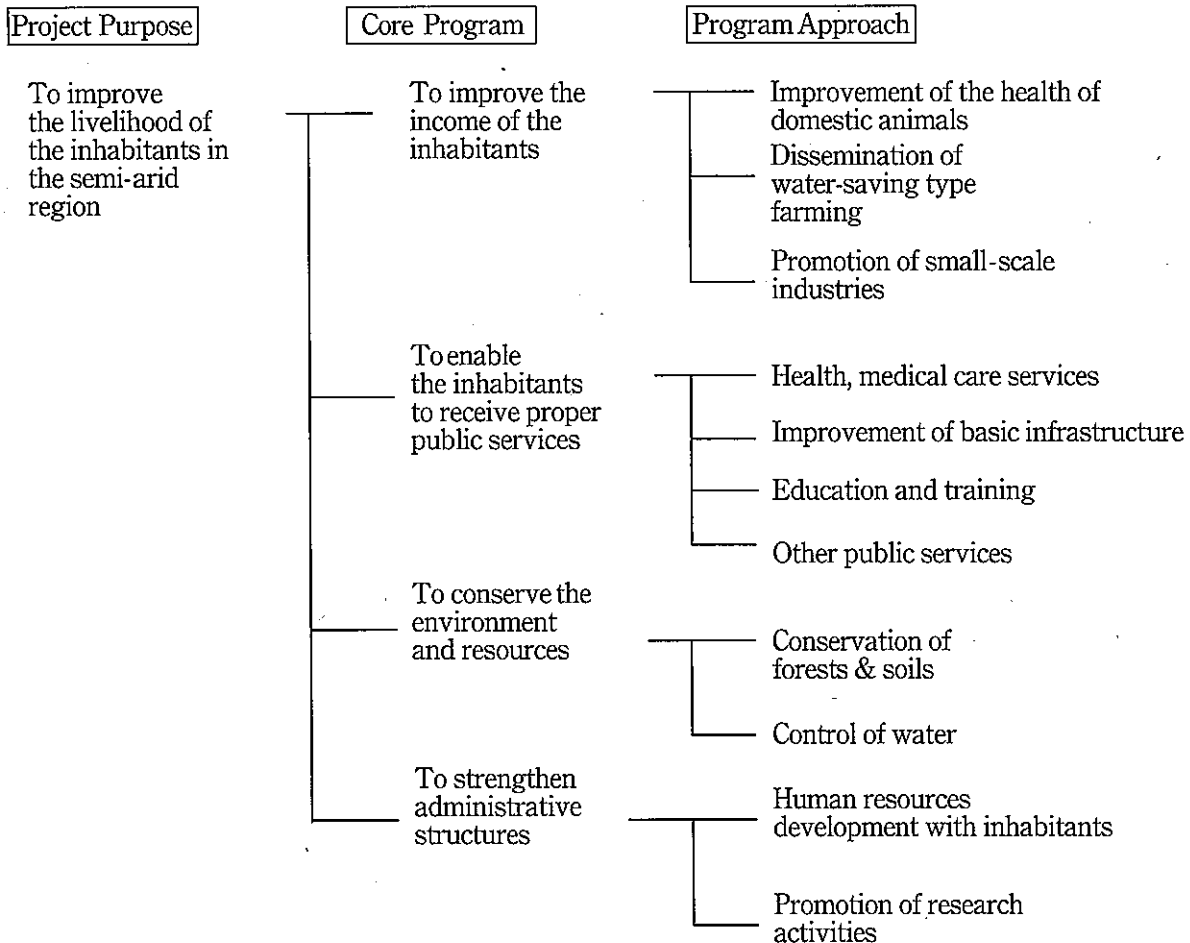 Project Purpose
Core Program
Program Approach
To improve
the livelihood of
the inhabitants in
the semi-arid
region
To improve the
income of the
inhabitants
Improvement of the health of
domestic animals
Dissemination of
water-saving type
farming
Promotion of small-scale
industries
To enable
the inhabitants
to receive proper
public services
Health, medical care services
Improvement of basic infrastructure
Education and training
Other public services
To conserve the
environment
and resources
Conservation of
forests & soils
Control of water
To strengthen
administrative
structures
Human resources
development with inhabitants
Promotion of research
activities